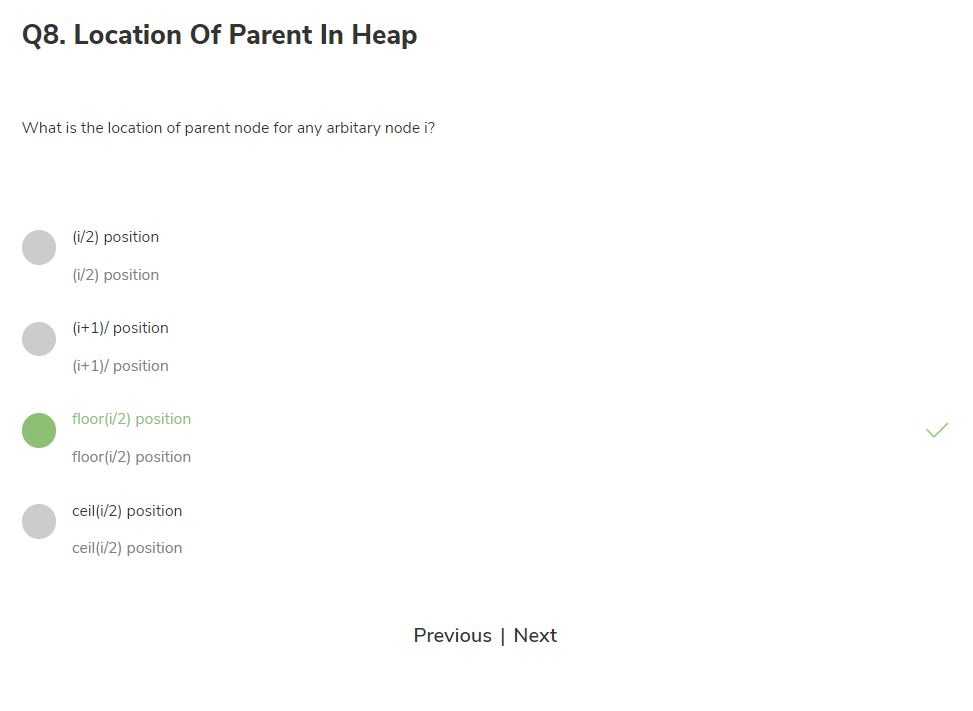 Q8. Location Of Parent In Heap
What is the location of parent node for any arbitary node i?
(i/2) position
(i/2) position
(i+1)/ position
(i+1)/ position
floor(i/2) position
floor(i/2) position
ceil(i/2) position
ceil(i/2) position
Previous | Next